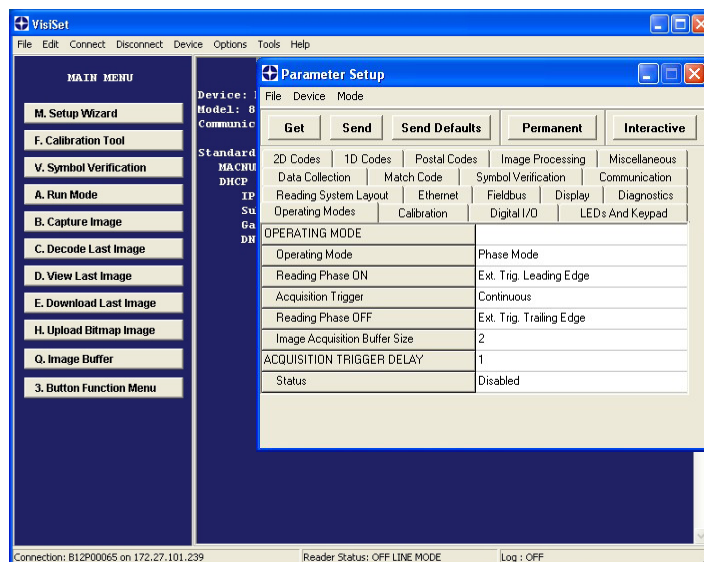 VisiSet
File Edit Connect Disconnect Device Options Tools Help
MAIN MENU
M. Setup Wizard
F. Calibration Tool
V. Symbol Verification
A. Run Mode
B. Capture Image
C. Decode Last Image
D. View Last Image
E. Download Last Image
H. Upload Bitmap Image
Q. Image Buffer
3. Button Function Menu
Device:
Model: 8
Communic
Standard
MACNU
DHCP
IP
Su
Ga
DN
Parameter Setup
File Device Mode
Get Send Send Defaults Permanent Interactive
2D Codes 1D Codes Postal Codes Image Processing Miscellaneous
Data Collection Match Code Symbol Verification Communication
Reading System Layout Ethernet Fieldbus Display Diagnostics
Operating Modes Calibration Digital I/O LEDs And Keypad
OPERATING MODE
Operating Mode Phase Mode
Reading Phase ON Ext. Trig. Leading Edge
Acquisition Trigger Continuous
Reading Phase OFF Ext. Trig. Trailing Edge
Image Acquisition Buffer Size 2
ACQUISITION TRIGGER DELAY 1
Status Disabled
Connection: B12P00065 on 172.27.101.239 Reader Status: OFF LINE MODE Log : OFF